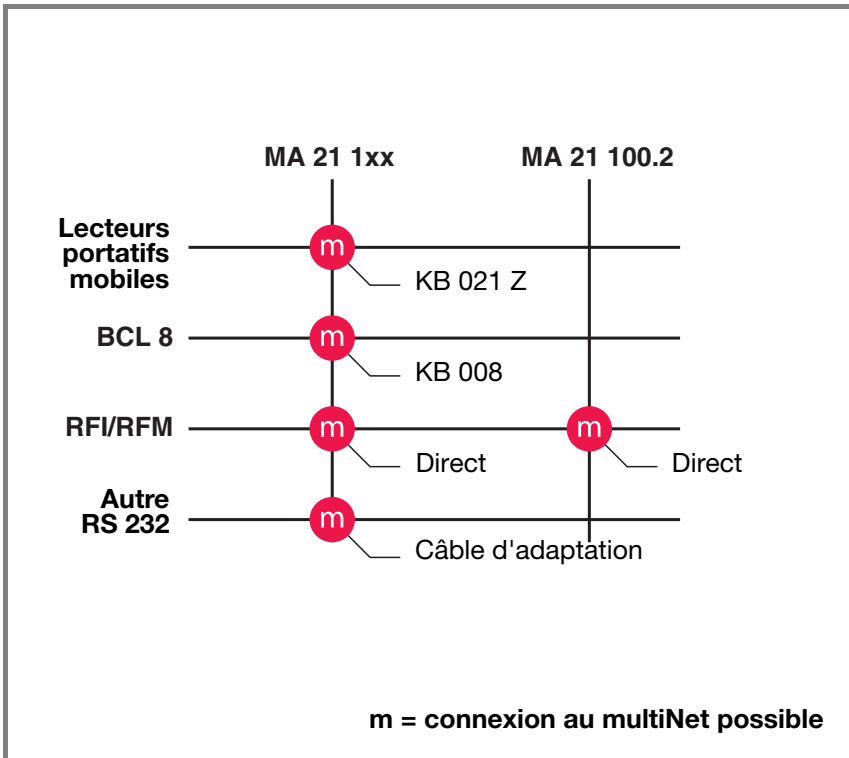 MA 21 1xx MA 21 100.2
Lecteurs
portatifs
mobiles
m
KB 021 Z
BCL 8
m
KB 008
RFI/RFM
m m
Direct Direct
Autre
RS 232
m
Câble d'adaptation
m = connexion au multiNet possible